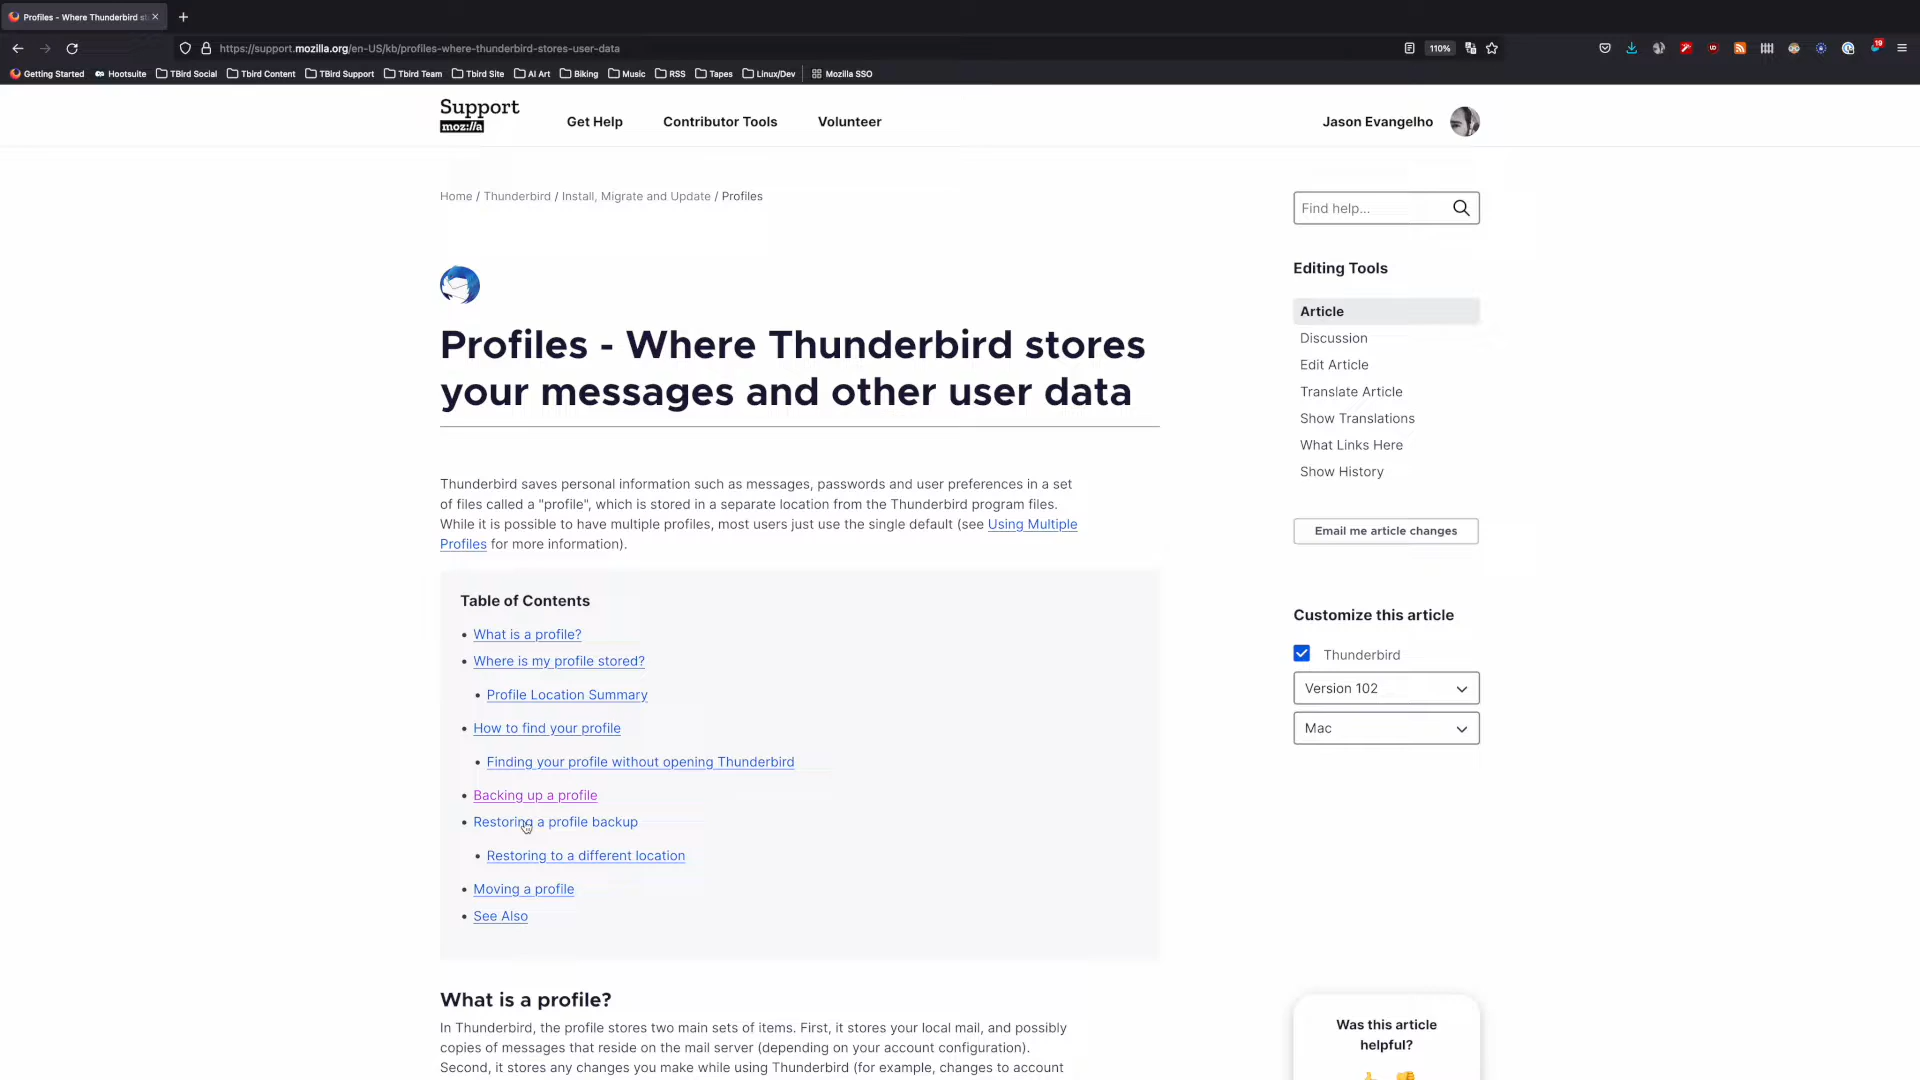 Profiles - Where Thunderbird st
https://support.mozilla.org/en-US/kb/profiles-where-thunderbird-stores-user-data
110%
19
Getting Started
Hootsuite
TBird Social
Tbird Content
TBird Support
Tbird Team
Tbird Site
AI Art
Biking
Music
RSS
Tapes
Linux/Dev
Mozilla SSO
Support
moz://a
Get Help
Contributor Tools
Volunteer
Jason Evangelho
Home / Thunderbird / Install, Migrate and Update / Profiles
Find help...
Profiles - Where Thunderbird stores
your messages and other user data
Thunderbird saves personal information such as messages, passwords and user preferences in a set
of files called a "profile", which is stored in a separate location from the Thunderbird program files.
While it is possible to have multiple profiles, most users just use the single default (see Using Multiple
Profiles for more information).
Table of Contents
• What is a profile?
• Where is my profile stored?
• Profile Location Summary
• How to find your profile
• Finding your profile without opening Thunderbird
• Backing up a profile
• Restoring a profile backup
• Restoring to a different location
• Moving a profile
• See Also
What is a profile?
In Thunderbird, the profile stores two main sets of items. First, it stores your local mail, and possibly
copies of messages that reside on the mail server (depending on your account configuration).
Second, it stores any changes you make while using Thunderbird (for example, changes to account
Editing Tools
Article
Discussion
Edit Article
Translate Article
Show Translations
What Links Here
Show History
Email me article changes
Customize this article
Thunderbird
Version 102
Mac
Was this article
helpful?